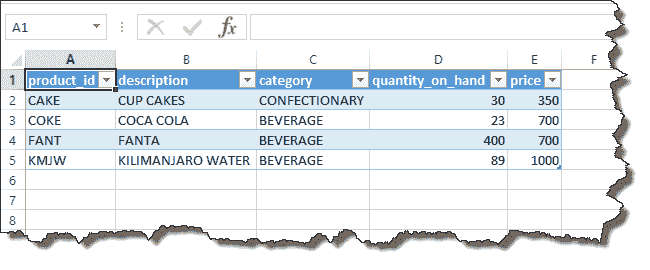 A1 fx
A B C D E F
1 product_id description category quantity_on_hand price
2 CAKE CUP CAKES CONFECTIONARY 30 350
3 COKE COCA COLA BEVERAGE 23 700
4 FANT FANTA BEVERAGE 400 700
5 KMJW KILIMANJARO WATER BEVERAGE 89 1000
6
7
8